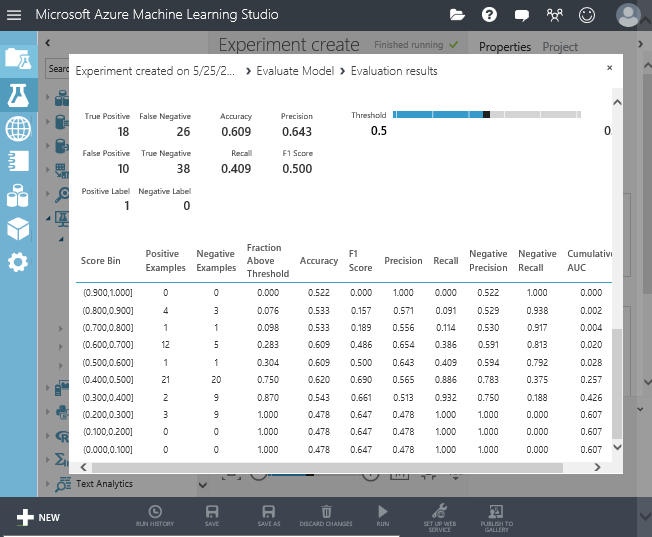 Microsoft Azure Machine Learning Studio
Experiment create
Finished running
Properties Project
Experiment created on 5/25/2... > Evaluate Model > Evaluation results
×
True Positive False Negative Accuracy Precision Threshold
18 26 0.609 0.643 0.5
False Positive True Negative Recall F1 Score
10 38 0.409 0.500
Positive Label Negative Label
1 0
Score Bin Positive Examples Negative Examples Fraction Above Threshold Accuracy F1 Score Precision Recall Negative Precision Negative Recall Cumulative AUC
(0.900,1.000] 0 0 0.000 0.522 0.000 1.000 0.000 0.522 1.000 0.000
(0.800,0.900] 4 3 0.076 0.533 0.157 0.571 0.091 0.529 0.938 0.002
(0.700,0.800] 1 1 0.098 0.533 0.189 0.556 0.114 0.530 0.917 0.004
(0.600,0.700] 12 5 0.283 0.609 0.486 0.654 0.386 0.591 0.813 0.020
(0.500,0.600] 1 1 0.304 0.609 0.500 0.643 0.409 0.594 0.792 0.028
(0.400,0.500] 21 20 0.750 0.620 0.690 0.565 0.886 0.783 0.375 0.257
(0.300,0.400] 2 9 0.870 0.543 0.661 0.513 0.932 0.750 0.188 0.426
(0.200,0.300] 3 9 1.000 0.478 0.647 0.478 1.000 1.000 0.000 0.607
(0.100,0.200] 0 0 1.000 0.478 0.647 0.478 1.000 1.000 0.000 0.607
(0.000,0.100] 0 0 1.000 0.478 0.647 0.478 1.000 1.000 0.000 0.607
Text Analytics
NEW
RUN HISTORY SAVE SAVE AS DISCARD CHANGES RUN SET UP WEB SERVICE PUBLISH TO GALLERY